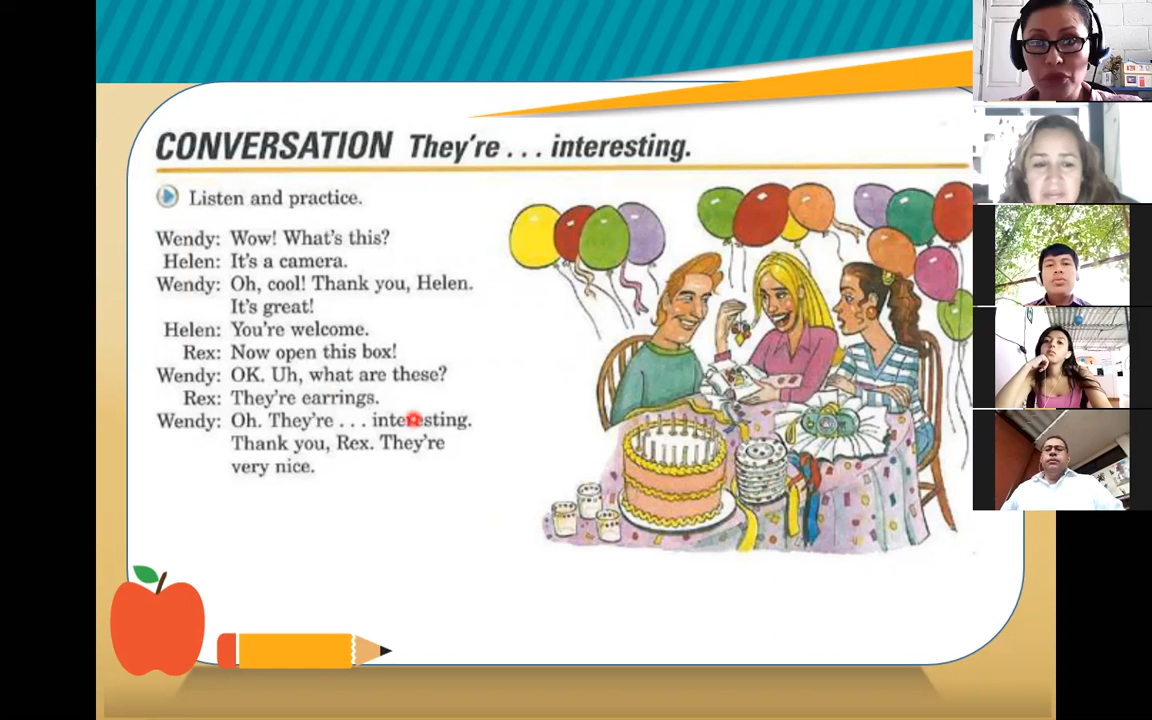 CONVERSATION They're . . . interesting.
Listen and practice.
Wendy: Wow! What's this?
Helen: It's a camera.
Wendy: Oh, cool! Thank you, Helen.
It's great!
Helen: You're welcome.
Rex: Now open this box!
Wendy: OK. Uh, what are these?
Rex: They're earrings.
Wendy: Oh. They're . . . interesting.
Thank you, Rex. They're
very nice.